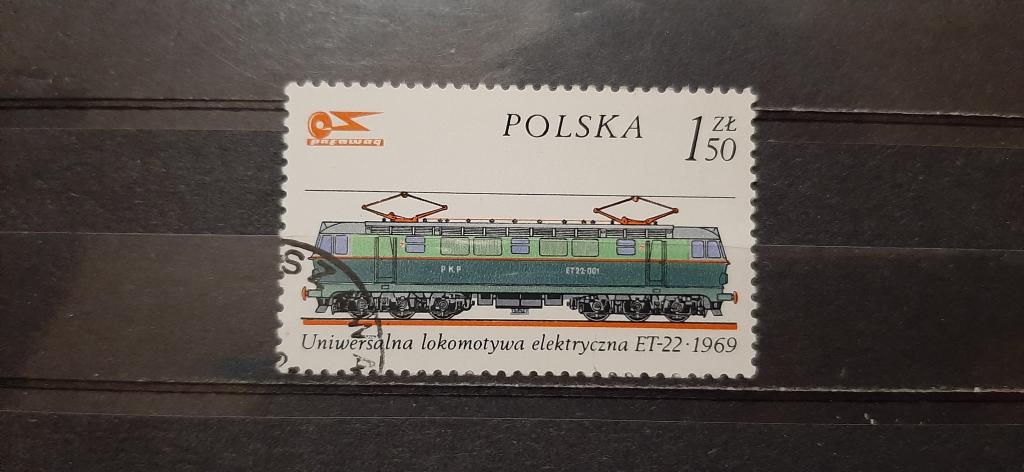 pafawag
POLSKA
1 50 ZŁ
PKP
ET22-001
Uniwersalna lokomotywa elektryczna ET-22 · 1969